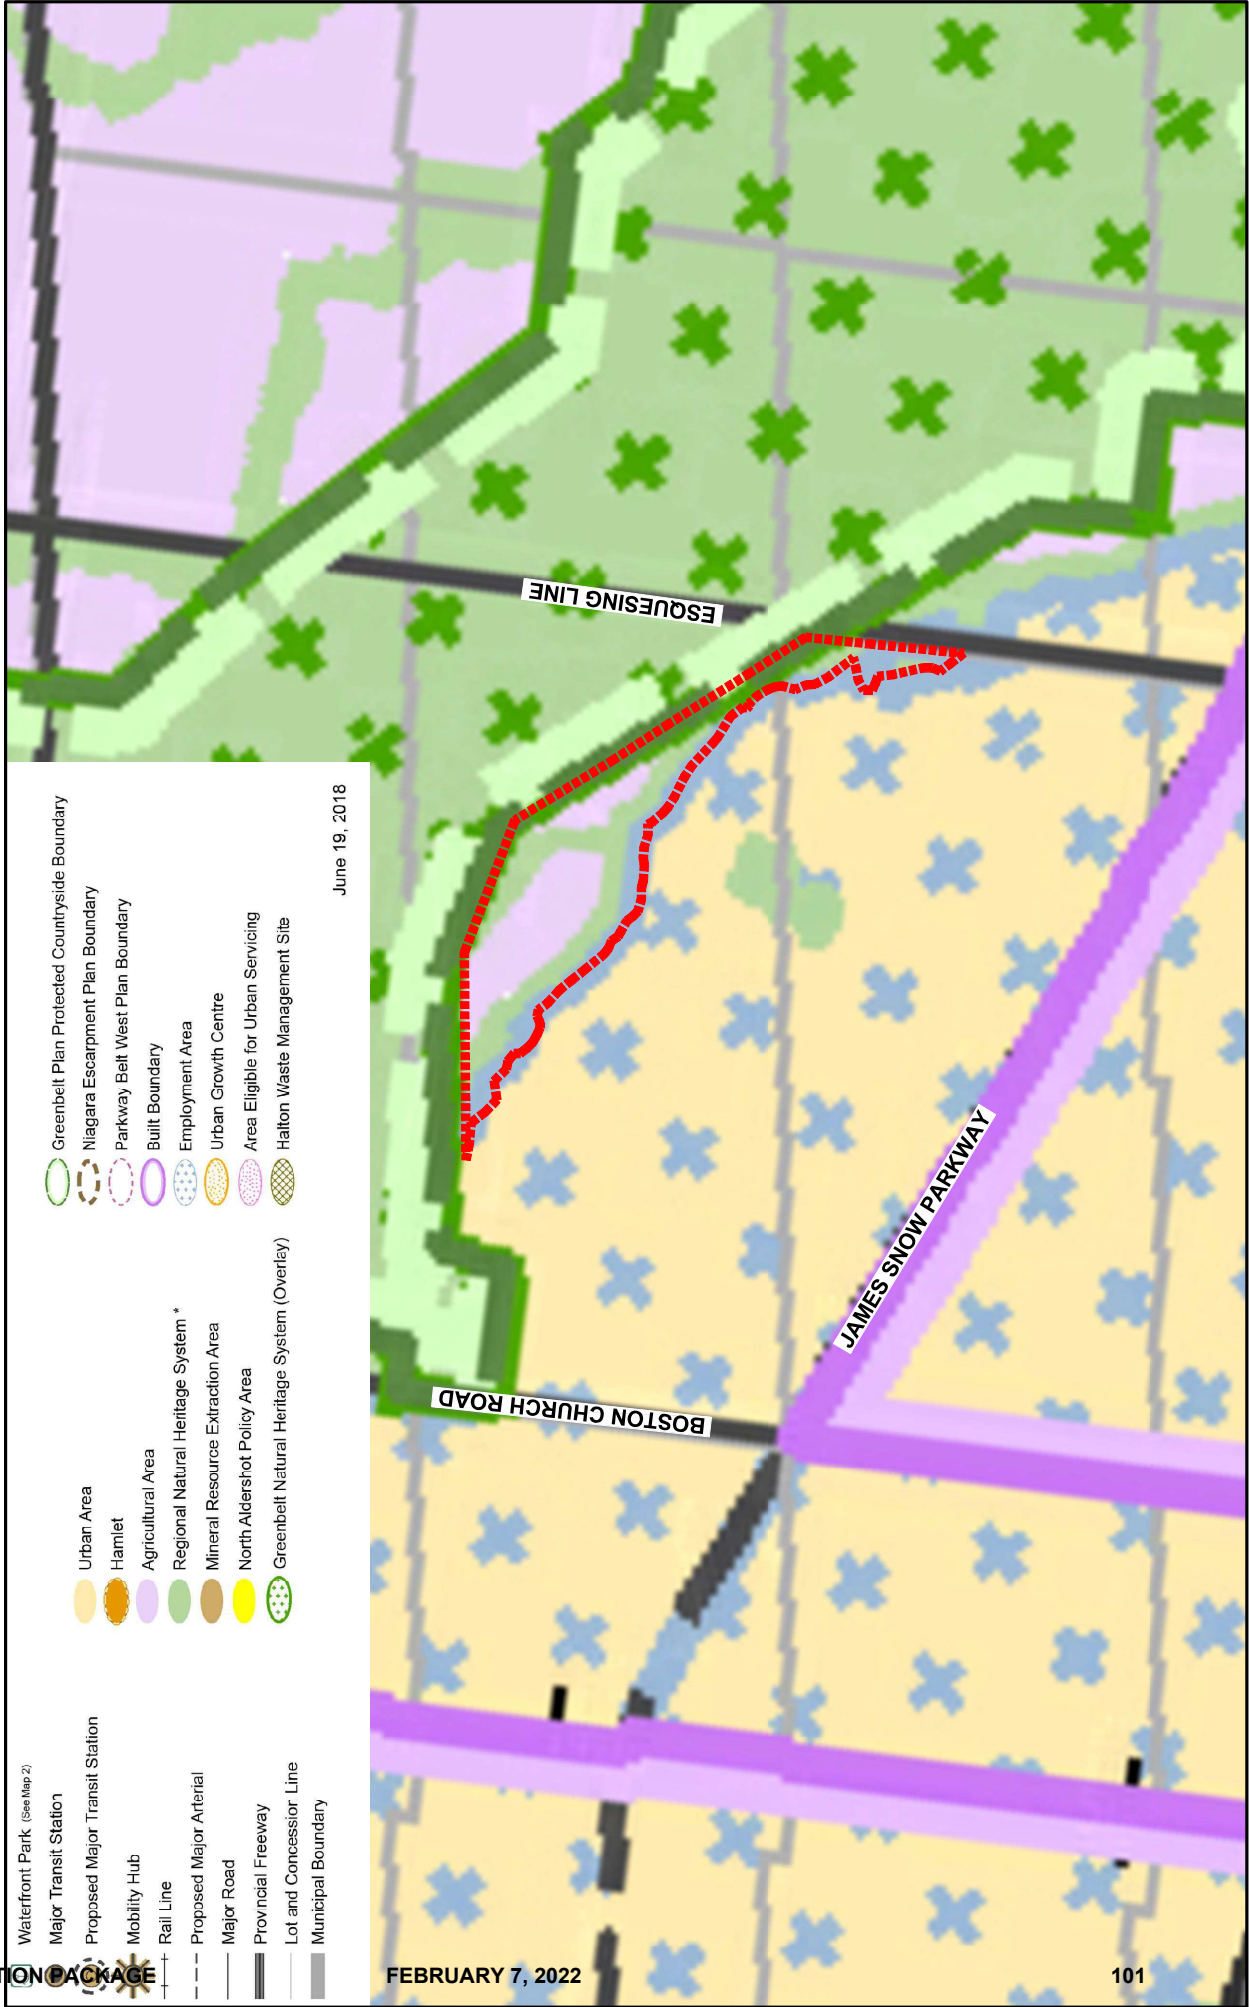 ESQUESING LINE
JAMES SNOW PARKWAY
BOSTON CHURCH ROAD
Waterfront Park (See Map 2)
Major Transit Station
Proposed Major Transit Station
Mobility Hub
Rail Line
Proposed Major Arterial
Major Road
Provincial Freeway
Lot and Concession Line
Municipal Boundary
Urban Area
Hamlet
Agricultural Area
Regional Natural Heritage System *
Mineral Resource Extraction Area
North Aldershot Policy Area
Greenbelt Natural Heritage System (Overlay)
Greenbelt Plan Protected Countryside Boundary
Niagara Escarpment Plan Boundary
Parkway Belt West Plan Boundary
Built Boundary
Employment Area
Urban Growth Centre
Area Eligible for Urban Servicing
Halton Waste Management Site
June 19, 2018
TION PACKAGE
FEBRUARY 7, 2022
101